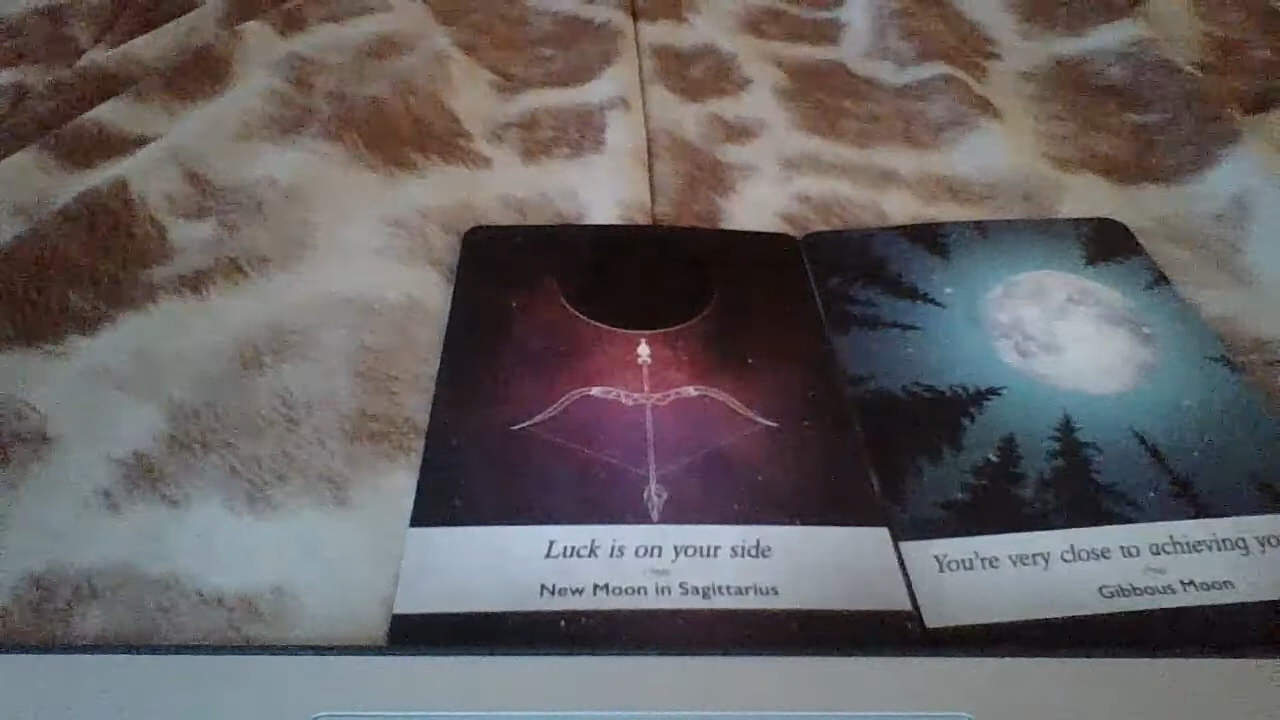 Luck is on your side
New Moon in Sagittarius
You're very close to achieving yo
Gibbous Moon